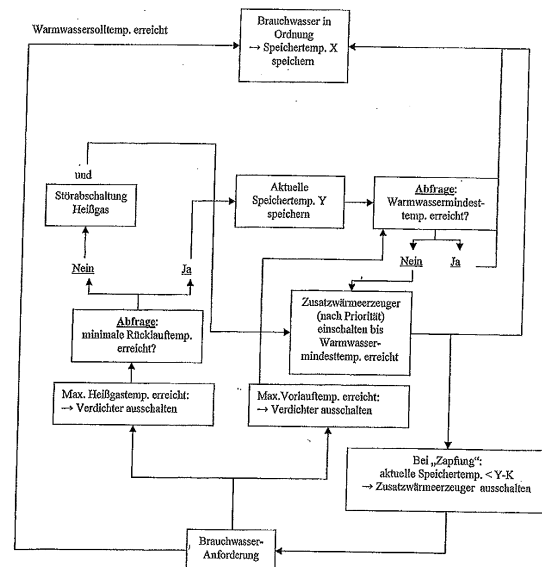 Warmwassersolltemp. erreicht
Brauchwasser in
Ordnung
→ Speichertemp. X
speichern
und
Störabschaltung
Heißgas
Aktuelle
Speichertemp. Y
speichern
Abfrage:
Warmwassermindest-
temp. erreicht?
Nein
Ja
Nein
Ja
Abfrage:
minimale Rücklauftemp.
erreicht?
Zusatzwärmeerzeuger
(nach Priorität)
einschalten bis
Warmwasser-
mindesttemp. erreicht
Max. Heißgastemp. erreicht:
→ Verdichter ausschalten
Max.Vorlauftemp. erreicht:
→ Verdichter ausschalten
Bei „Zapfung“:
aktuelle Speichertemp. < Y-K
→ Zusatzwärmeerzeuger ausschalten
Brauchwasser-
Anforderung